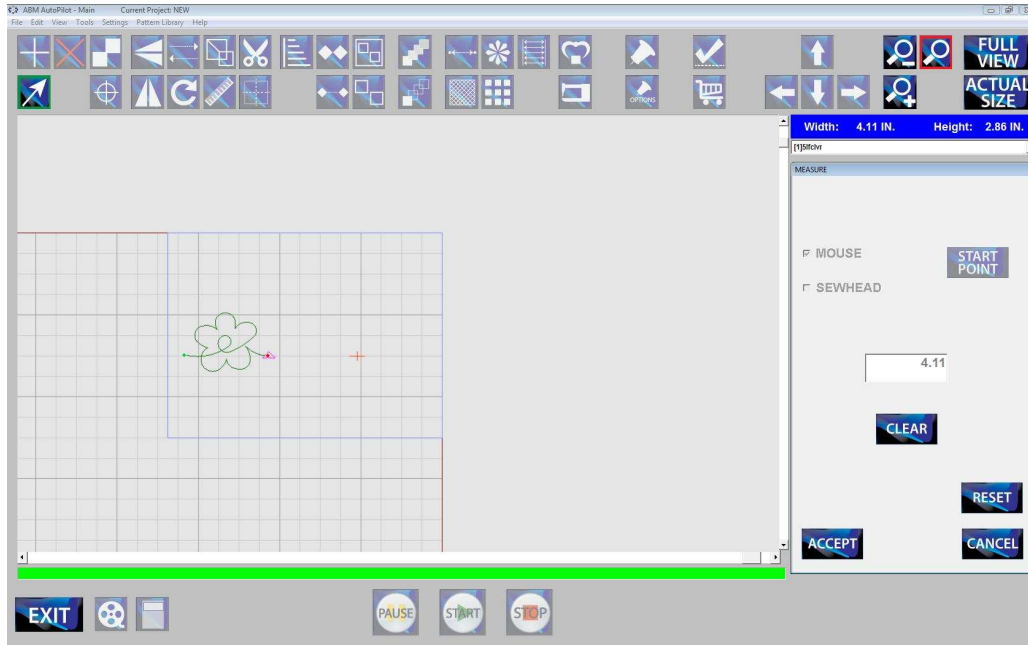 ABM AutoPilot - Main Current Project: NEW
File Edit View Tools Settings Pattern Library Help
FULL VIEW
OPTIONS
ACTUAL SIZE
Width: 4.11 IN. Height: 2.86 IN.
[1]5lfclvr
MEASURE
MOUSE
START POINT
SEWHEAD
4.11
CLEAR
RESET
ACCEPT
CANCEL
EXIT
PAUSE
START
STOP